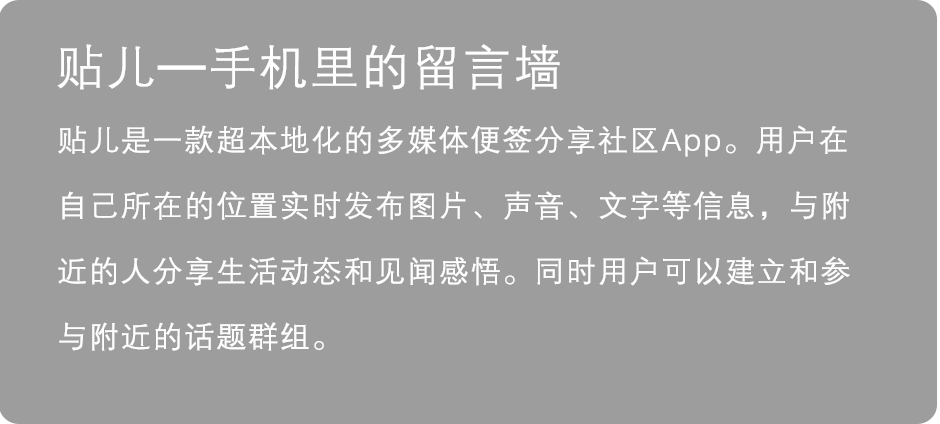 贴儿—手机里的留言墙
贴儿是一款超本地化的多媒体便签分享社区App。用户在
自己所在的位置实时发布图片、声音、文字等信息，与附
近的人分享生活动态和见闻感悟。同时用户可以建立和参
与附近的话题群组。